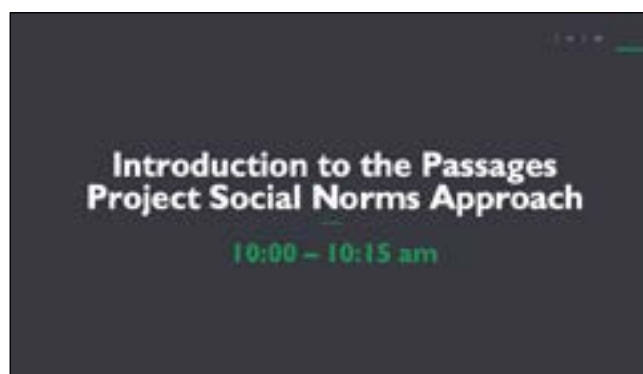 Introduction to the Passages
Project Social Norms Approach
10:00 – 10:15 am